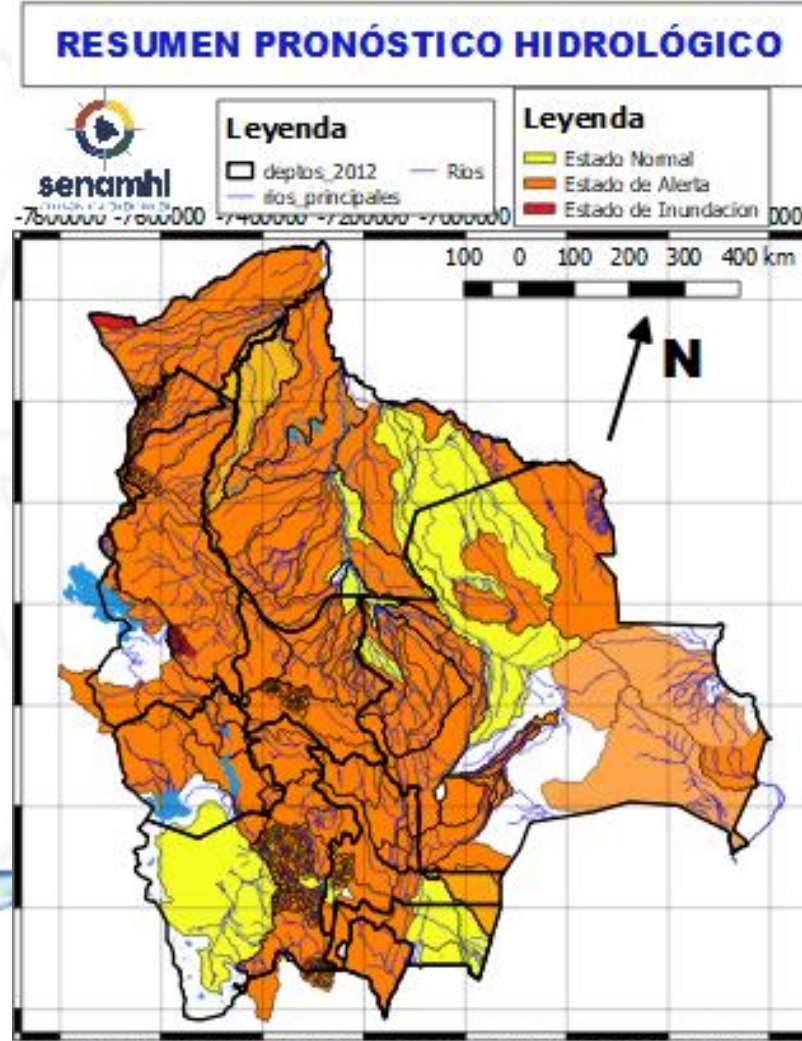 RESUMEN PRONÓSTICO HIDROLÓGICO
senamhi
Leyenda
deptos_2012
Rios
rios_principales
Leyenda
Estado Normal
Estado de Alerta
Estado de Inundacion
-7600000 -7400000 -7200000 -7000000
100 0 100 200 300 400 km
N